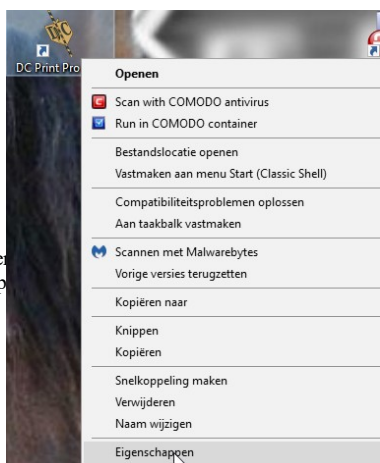 DC Print Pro
Openen
Scan with COMODO antivirus
Run in COMODO container
Bestandslocatie openen
Vastmaken aan menu Start (Classic Shell)
Compatibiliteitsproblemen oplossen
Aan taakbalk vastmaken
Scannen met Malwarebytes
Vorige versies terugzetten
Kopiëren naar
Knippen
Kopiëren
Snelkoppeling maken
Verwijderen
Naam wijzigen
Eigenschappen